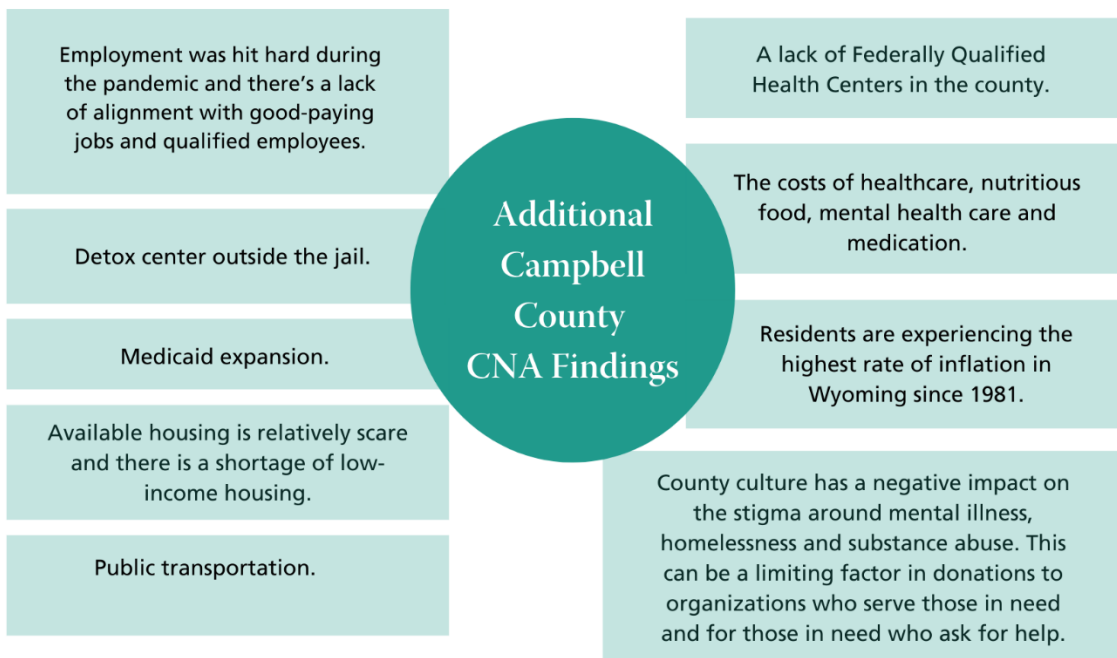 Employment was hit hard during
the pandemic and there's a lack
of alignment with good-paying
jobs and qualified employees.
Detox center outside the jail.
Medicaid expansion.
Available housing is relatively scare
and there is a shortage of low-
income housing.
Public transportation.
Additional
Campbell
County
CNA Findings
A lack of Federally Qualified
Health Centers in the county.
The costs of healthcare, nutritious
food, mental health care and
medication.
Residents are experiencing the
highest rate of inflation in
Wyoming since 1981.
County culture has a negative impact on
the stigma around mental illness,
homelessness and substance abuse. This
can be a limiting factor in donations to
organizations who serve those in need
and for those in need who ask for help.